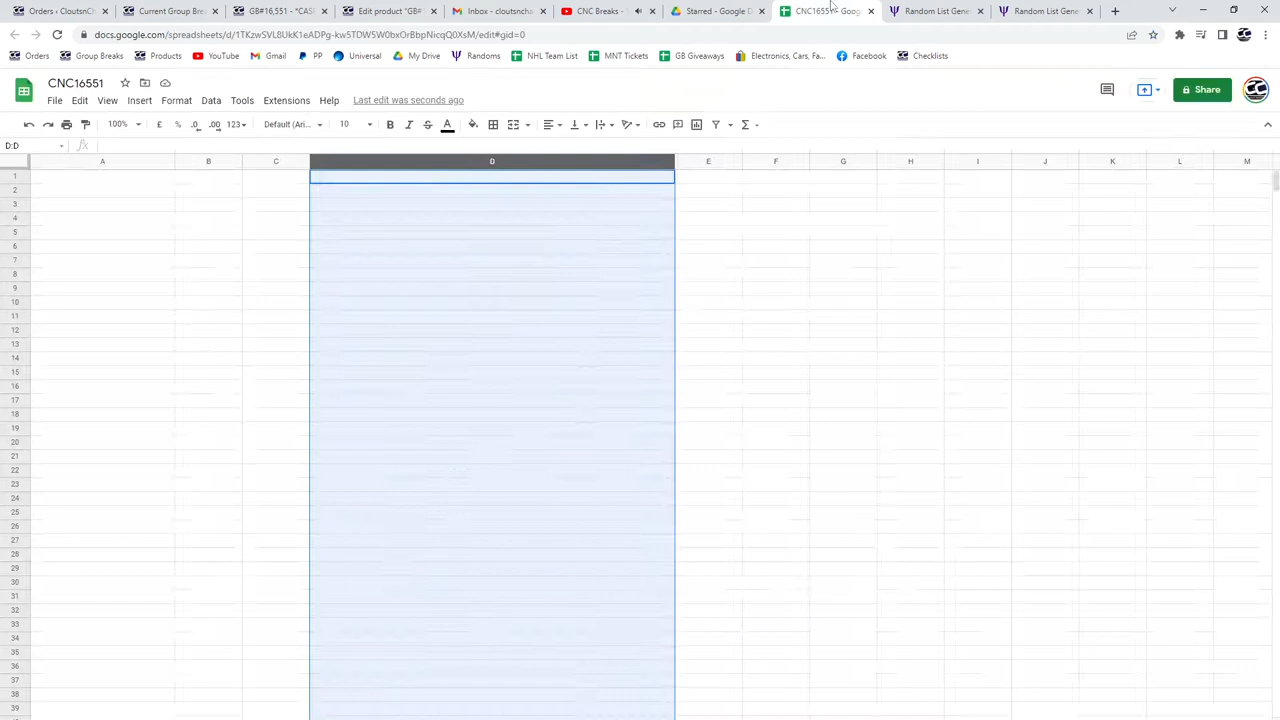 Orders · CloutsnCh
Current Group Brea
GB#16,551 - "CASI
Edit product "GB#
Inbox - cloutsnchar
CNC Breaks -
Starred - Google D
CNC16551 - Goog
Random List Gene
Random List Gene
docs.google.com/spreadsheets/d/
/edit#gid=0
Orders
Group Breaks
Products
YouTube
Gmail
PP
Universal
My Drive
Randoms
NHL Team List
MNT Tickets
GB Giveaways
Electronics, Cars, Fa...
Facebook
Checklists
CNC16551
File Edit View Insert Format Data Tools Extensions Help Last edit was seconds ago
Share
100% £ % .0 .00 123 Default (Ari... 10 B I S A Σ
D:D fx
A B C D E F G H I J K L M
1
2
3
4
5
6
7
8
9
10
11
12
13
14
15
16
17
18
19
20
21
22
23
24
25
26
27
28
29
30
31
32
33
34
35
36
37
38
39